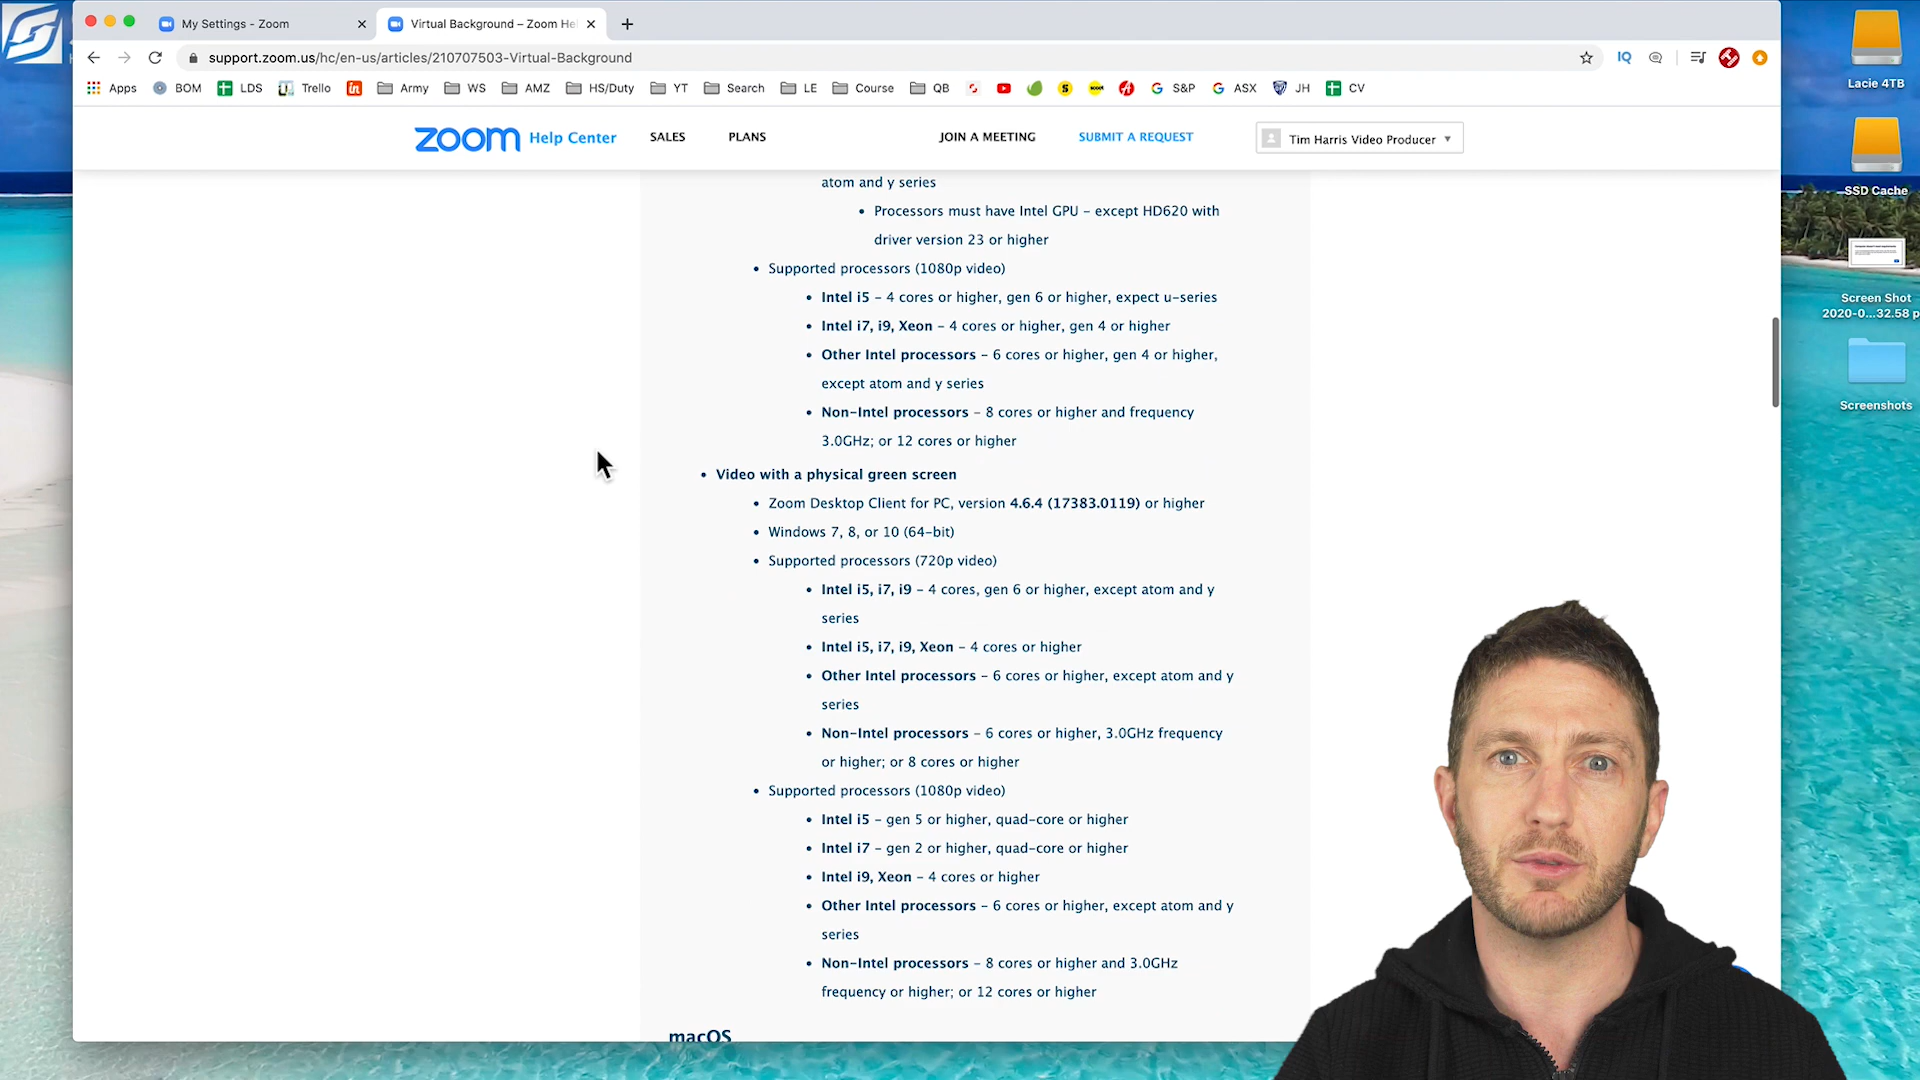 My Settings - Zoom
Virtual Background – Zoom He
support.zoom.us/hc/en-us/articles/210707503-Virtual-Background
IQ
Apps
BOM
LDS
Trello
in
Army
WS
AMZ
HS/Duty
YT
Search
LE
Course
QB
S&P
ASX
JH
CV
zoom Help Center
SALES
PLANS
JOIN A MEETING
SUBMIT A REQUEST
Tim Harris Video Producer
atom and y series
• Processors must have Intel GPU – except HD620 with
driver version 23 or higher
• Supported processors (1080p video)
• Intel i5 – 4 cores or higher, gen 6 or higher, expect u-series
• Intel i7, i9, Xeon – 4 cores or higher, gen 4 or higher
• Other Intel processors – 6 cores or higher, gen 4 or higher,
except atom and y series
• Non-Intel processors – 8 cores or higher and frequency
3.0GHz; or 12 cores or higher
• Video with a physical green screen
• Zoom Desktop Client for PC, version 4.6.4 (17383.0119) or higher
• Windows 7, 8, or 10 (64-bit)
• Supported processors (720p video)
• Intel i5, i7, i9 – 4 cores, gen 6 or higher, except atom and y
series
• Intel i5, i7, i9, Xeon – 4 cores or higher
• Other Intel processors – 6 cores or higher, except atom and y
series
• Non-Intel processors – 6 cores or higher, 3.0GHz frequency
or higher; or 8 cores or higher
• Supported processors (1080p video)
• Intel i5 – gen 5 or higher, quad-core or higher
• Intel i7 – gen 2 or higher, quad-core or higher
• Intel i9, Xeon – 4 cores or higher
• Other Intel processors – 6 cores or higher, except atom and y
series
• Non-Intel processors – 8 cores or higher and 3.0GHz
frequency or higher; or 12 cores or higher
macOS
Lacie 4TB
SSD Cache
Screen Shot
2020-0...32.58 p
Screenshots